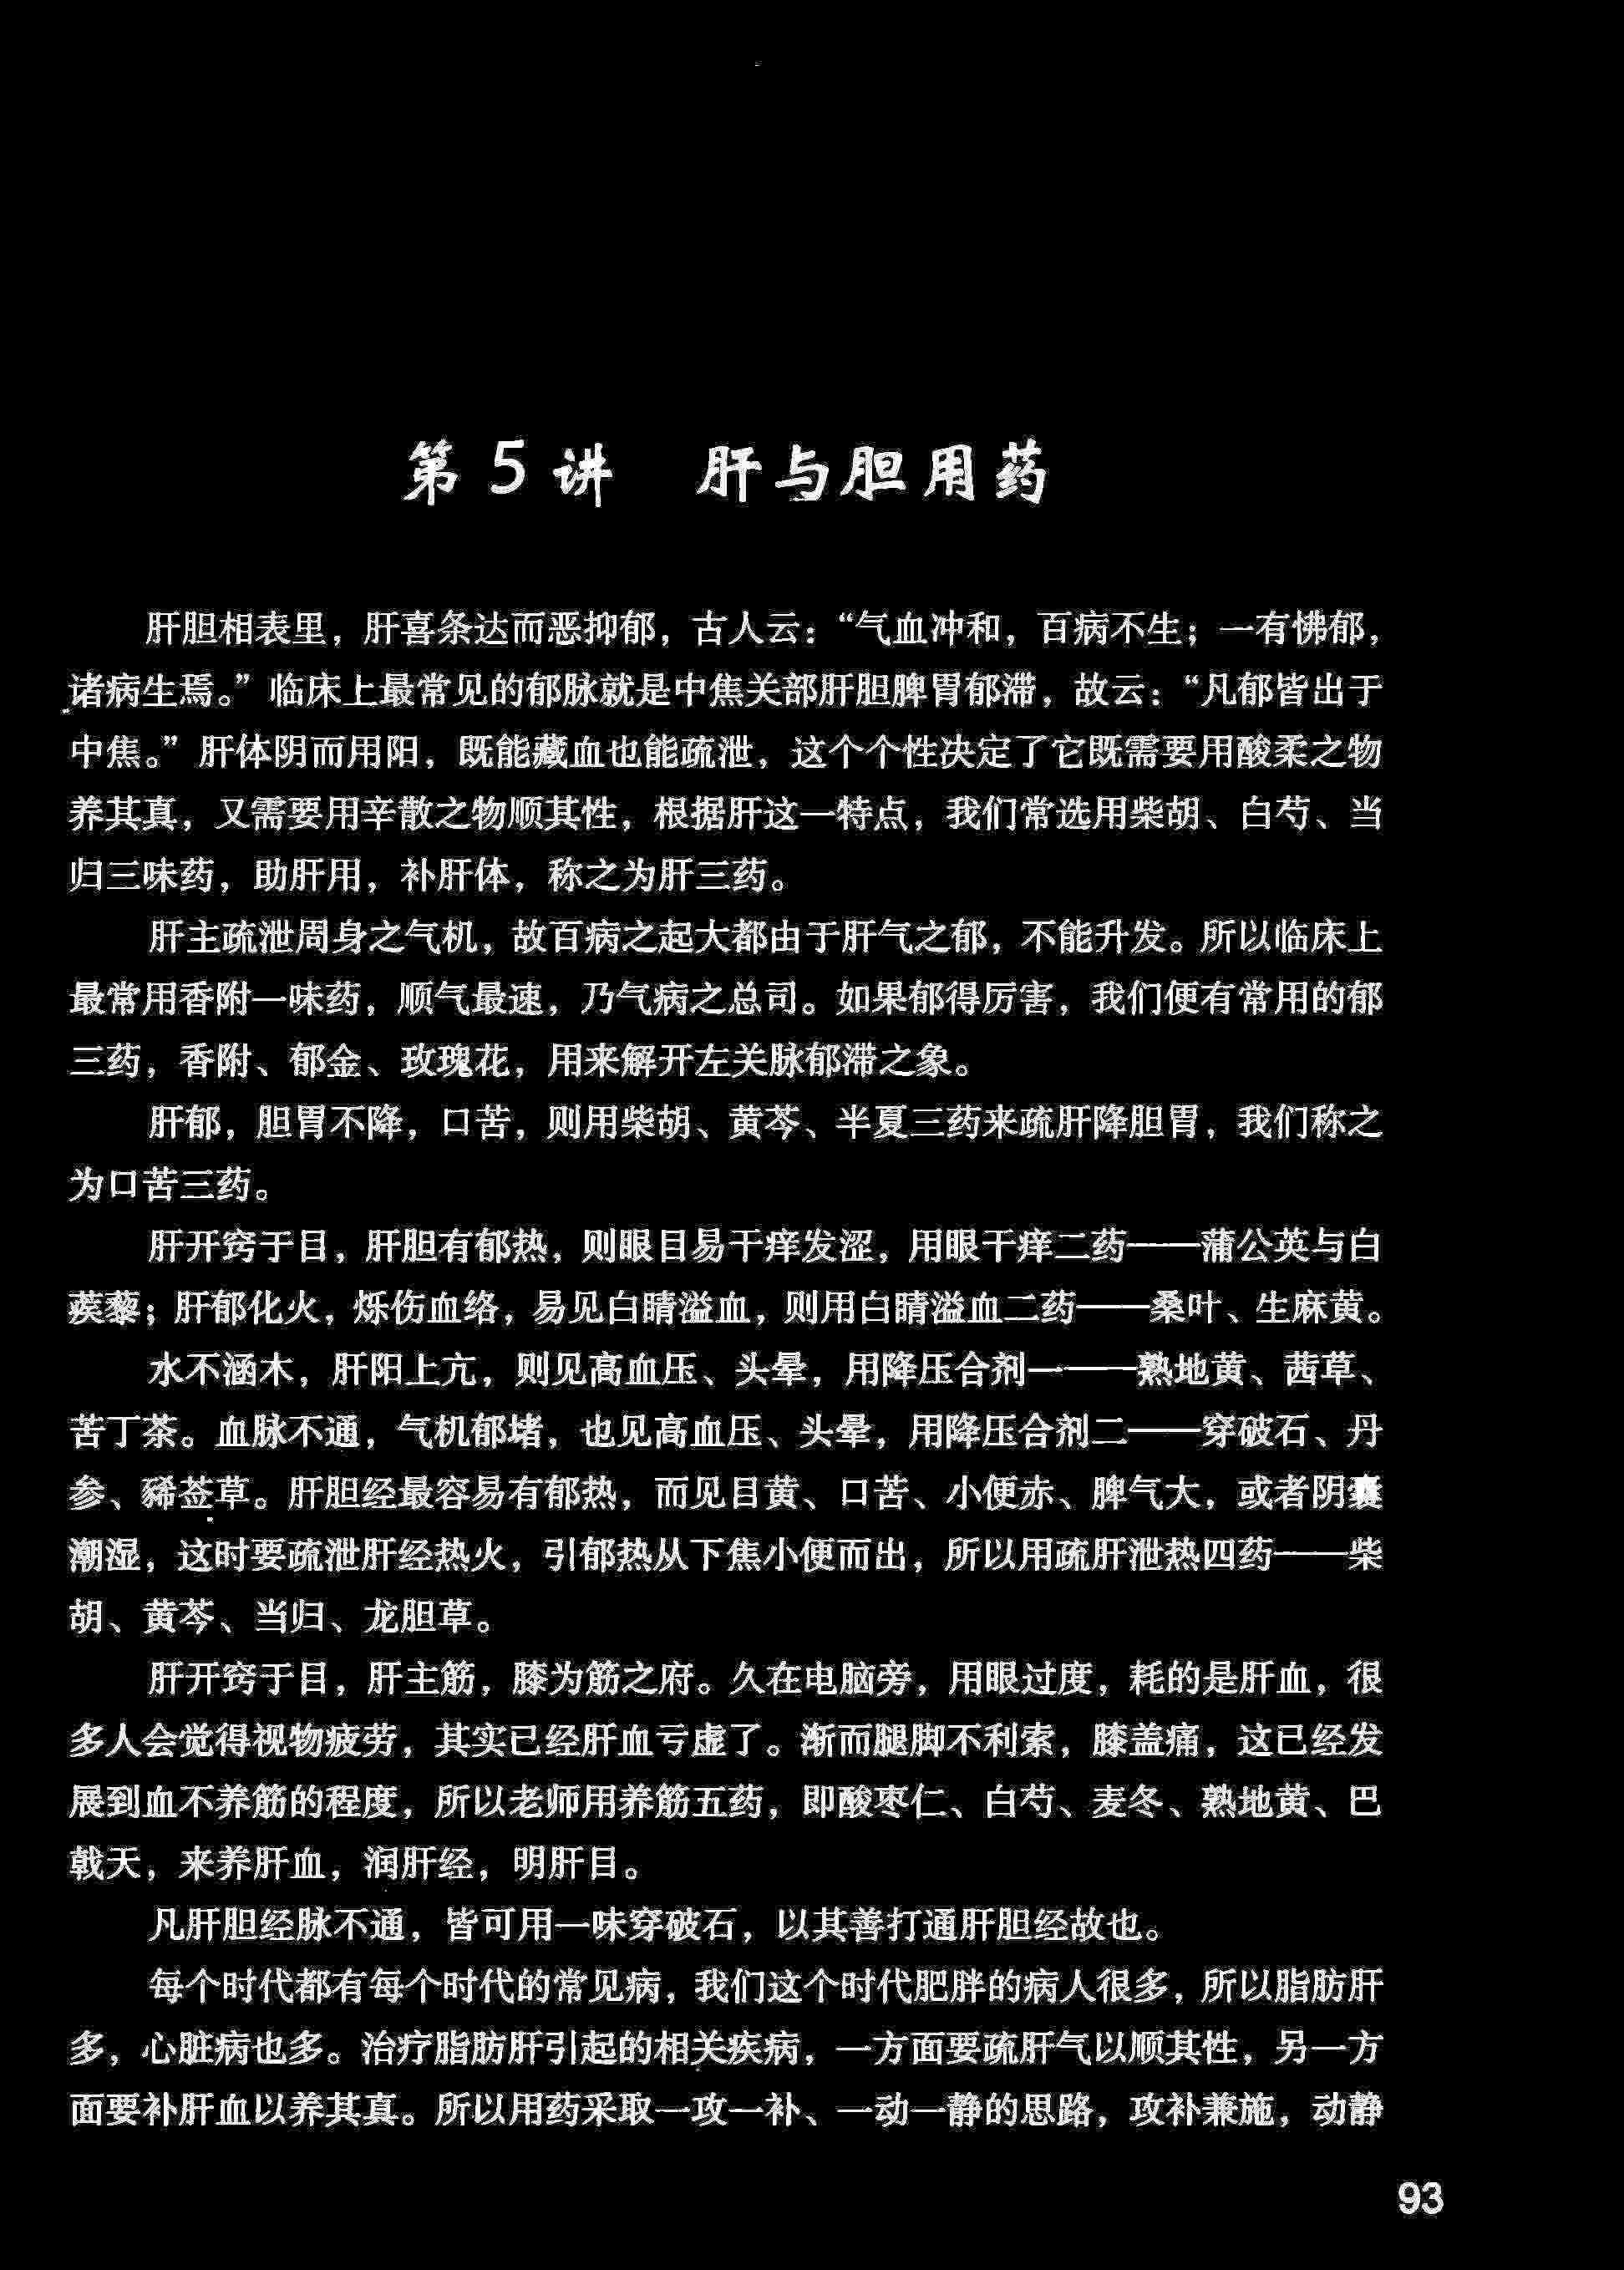 第5讲 肝与胆用药
肝胆相表里，肝喜条达而恶抑郁，古人云：“气血冲和，百病不生；一有怫郁，
诸病生焉。”临床上最常见的郁脉就是中焦关部肝胆脾胃郁滞，故云：“凡郁皆出于
中焦。”肝体阴而用阳，既能藏血也能疏泄，这个个性决定了它既需要用酸柔之物
养其真，又需要用辛散之物顺其性，根据肝这一特点，我们常选用柴胡、白芍、当
归三味药，助肝用，补肝体，称之为肝三药。
肝主疏泄周身之气机，故百病之起大都由于肝气之郁，不能升发。所以临床上
最常用香附一味药，顺气最速，乃气病之总司。如果郁得厉害，我们便有常用的郁
三药，香附、郁金、玫瑰花，用来解开左关脉郁滞之象。
肝郁，胆胃不降，口苦，则用柴胡、黄芩、半夏三药来疏肝降胆胃，我们称之
为口苦三药。
肝开窍于目，肝胆有郁热，则眼目易干痒发涩，用眼干痒二药——蒲公英与白
蒺藜；肝郁化火，烁伤血络，易见白睛溢血，则用白睛溢血二药——桑叶、生麻黄。
水不涵木，肝阳上亢，则见高血压、头晕，用降压合剂一——熟地黄、茜草、
苦丁茶。血脉不通，气机郁堵，也见高血压、头晕，用降压合剂二——穿破石、丹
参、豨莶草。肝胆经最容易有郁热，而见目黄、口苦、小便赤、脾气大，或者阴囊
潮湿，这时要疏泄肝经热火，引郁热从下焦小便而出，所以用疏肝泄热四药——柴
胡、黄芩、当归、龙胆草。
肝开窍于目，肝主筋，膝为筋之府。久在电脑旁，用眼过度，耗的是肝血，很
多人会觉得视物疲劳，其实已经肝血亏虚了。渐而腿脚不利索，膝盖痛，这已经发
展到血不养筋的程度，所以老师用养筋五药，即酸枣仁、白芍、麦冬、熟地黄、巴
戟天，来养肝血，润肝经，明肝目。
凡肝胆经脉不通，皆可用一味穿破石，以其善打通肝胆经故也。
每个时代都有每个时代的常见病，我们这个时代肥胖的病人很多，所以脂肪肝
多，心脏病也多。治疗脂肪肝引起的相关疾病，一方面要疏肝气以顺其性，另一方
面要补肝血以养其真。所以用药采取一攻一补、一动一静的思路，攻补兼施，动静
93